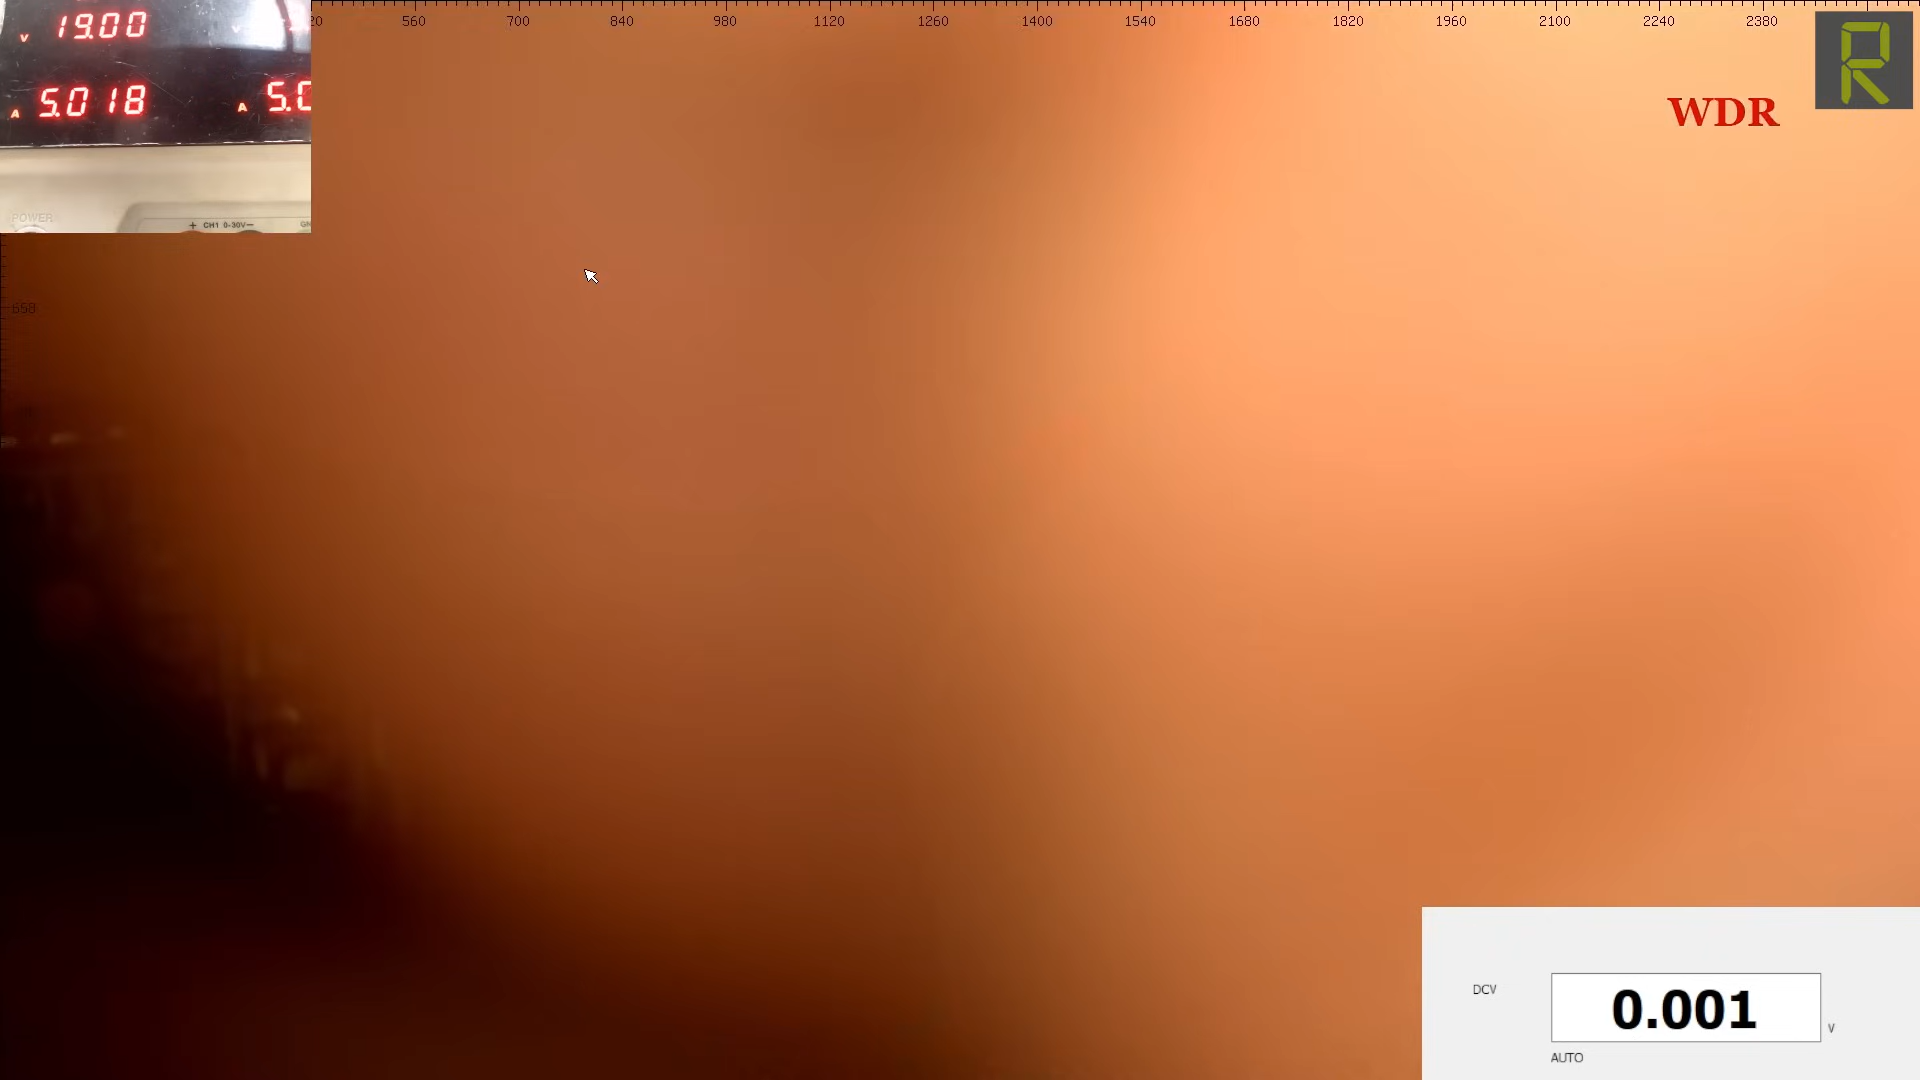 V 19.00
A 5.018
A 5.0
POWER
+ CH1 0-30V−
20 560 700 840 980 1120 1260 1400 1540 1680 1820 1960 2100 2240 2380
WDR
R
658
DCV
0.001
V
AUTO